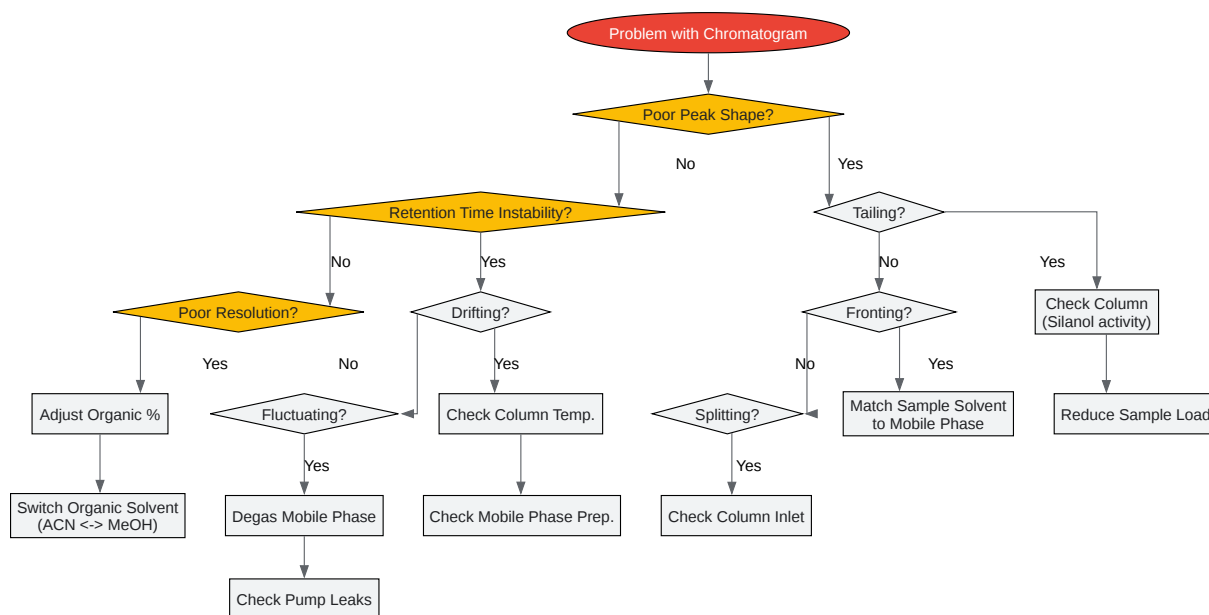 Problem with Chromatogram
Poor Peak Shape?
No
Yes
Retention Time Instability?
Tailing?
No
Yes
No
Yes
Poor Resolution?
Drifting?
Fronting?
Check Column
(Silanol activity)
Yes
No
Yes
No
Yes
Adjust Organic %
Fluctuating?
Check Column Temp.
Splitting?
Match Sample Solvent
to Mobile Phase
Reduce Sample Load
Yes
Yes
Switch Organic Solvent
(ACN <-> MeOH)
Degas Mobile Phase
Check Mobile Phase Prep.
Check Column Inlet
Check Pump Leaks